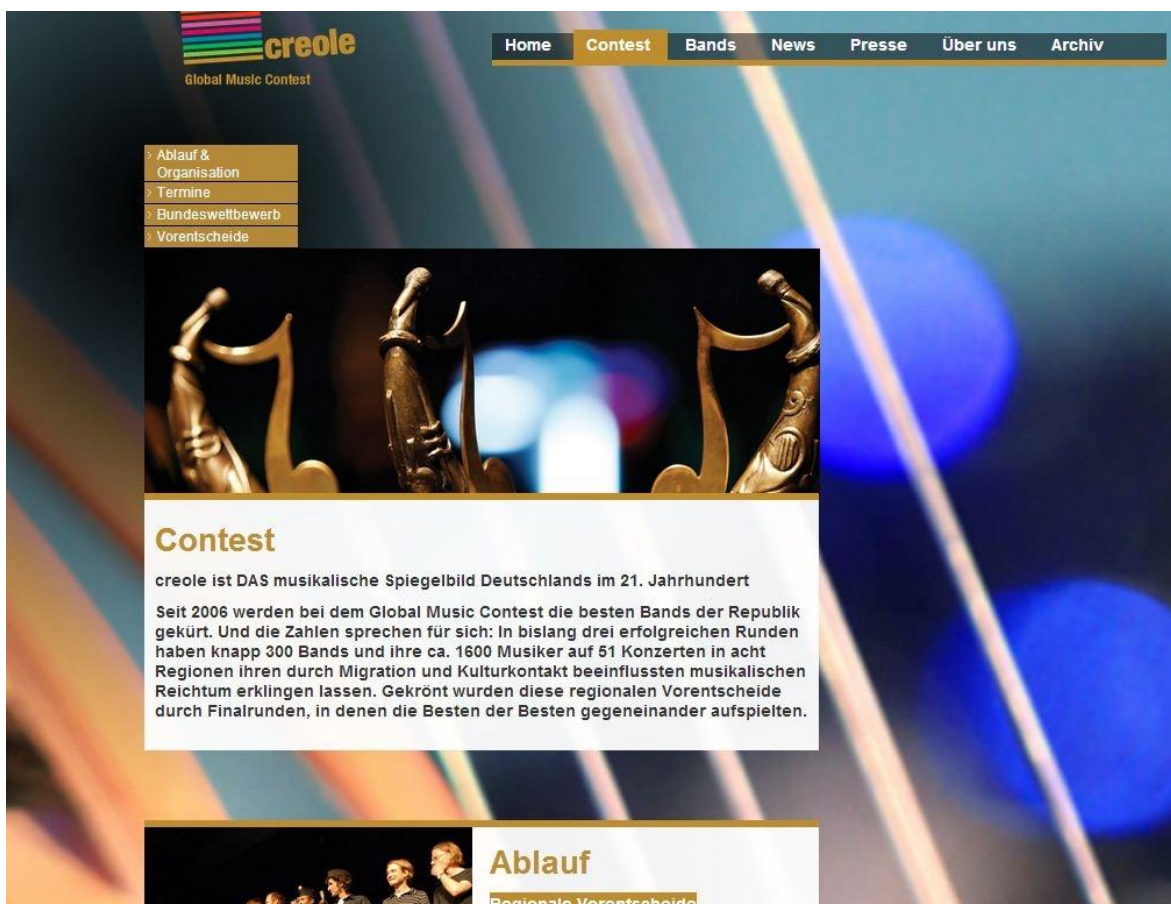 creole
Global Music Contest
Home Contest Bands News Presse Über uns Archiv
Ablauf &
Organisation
Termine
Bundeswettbewerb
Vorentscheide
Contest
creole ist DAS musikalische Spiegelbild Deutschlands im 21. Jahrhundert
Seit 2006 werden bei dem Global Music Contest die besten Bands der Republik
gekürt. Und die Zahlen sprechen für sich: In bislang drei erfolgreichen Runden
haben knapp 300 Bands und ihre ca. 1600 Musiker auf 51 Konzerten in acht
Regionen ihren durch Migration und Kulturkontakt beeinflussten musikalischen
Reichtum erklingen lassen. Gekrönt wurden diese regionalen Vorentscheide
durch Finalrunden, in denen die Besten der Besten gegeneinander aufspielten.
Ablauf
Regionale Vorentscheide